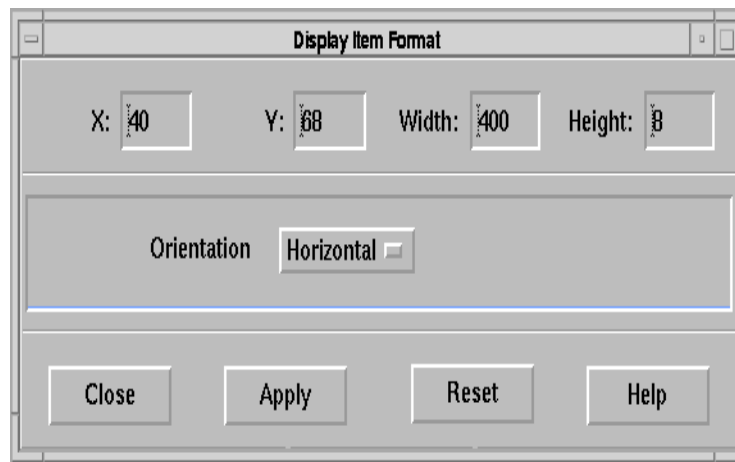 Display Item Format
X: 40 Y: 68 Width: 400 Height: 8
Orientation Horizontal
Close Apply Reset Help